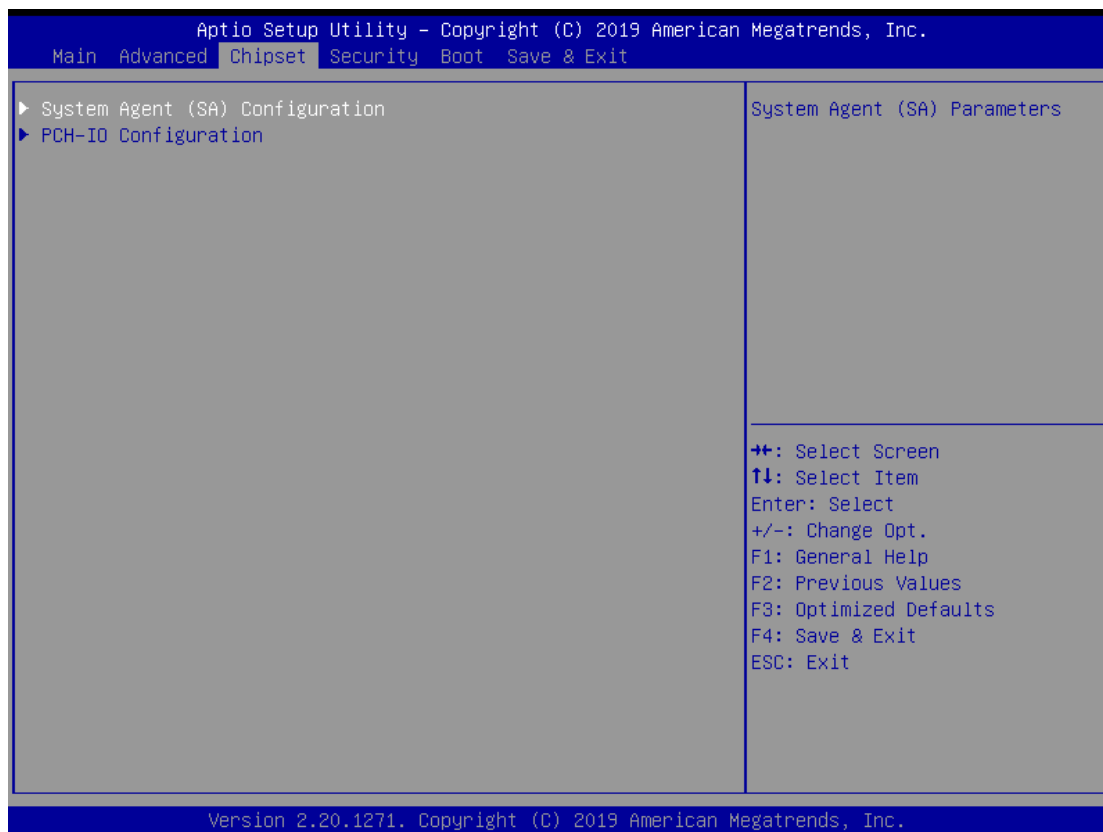 Aptio Setup Utility – Copyright (C) 2019 American Megatrends, Inc.
Main Advanced Chipset Security Boot Save & Exit
▶ System Agent (SA) Configuration
▶ PCH-IO Configuration
System Agent (SA) Parameters
→←: Select Screen
↑↓: Select Item
Enter: Select
+/-: Change Opt.
F1: General Help
F2: Previous Values
F3: Optimized Defaults
F4: Save & Exit
ESC: Exit
Version 2.20.1271. Copyright (C) 2019 American Megatrends, Inc.